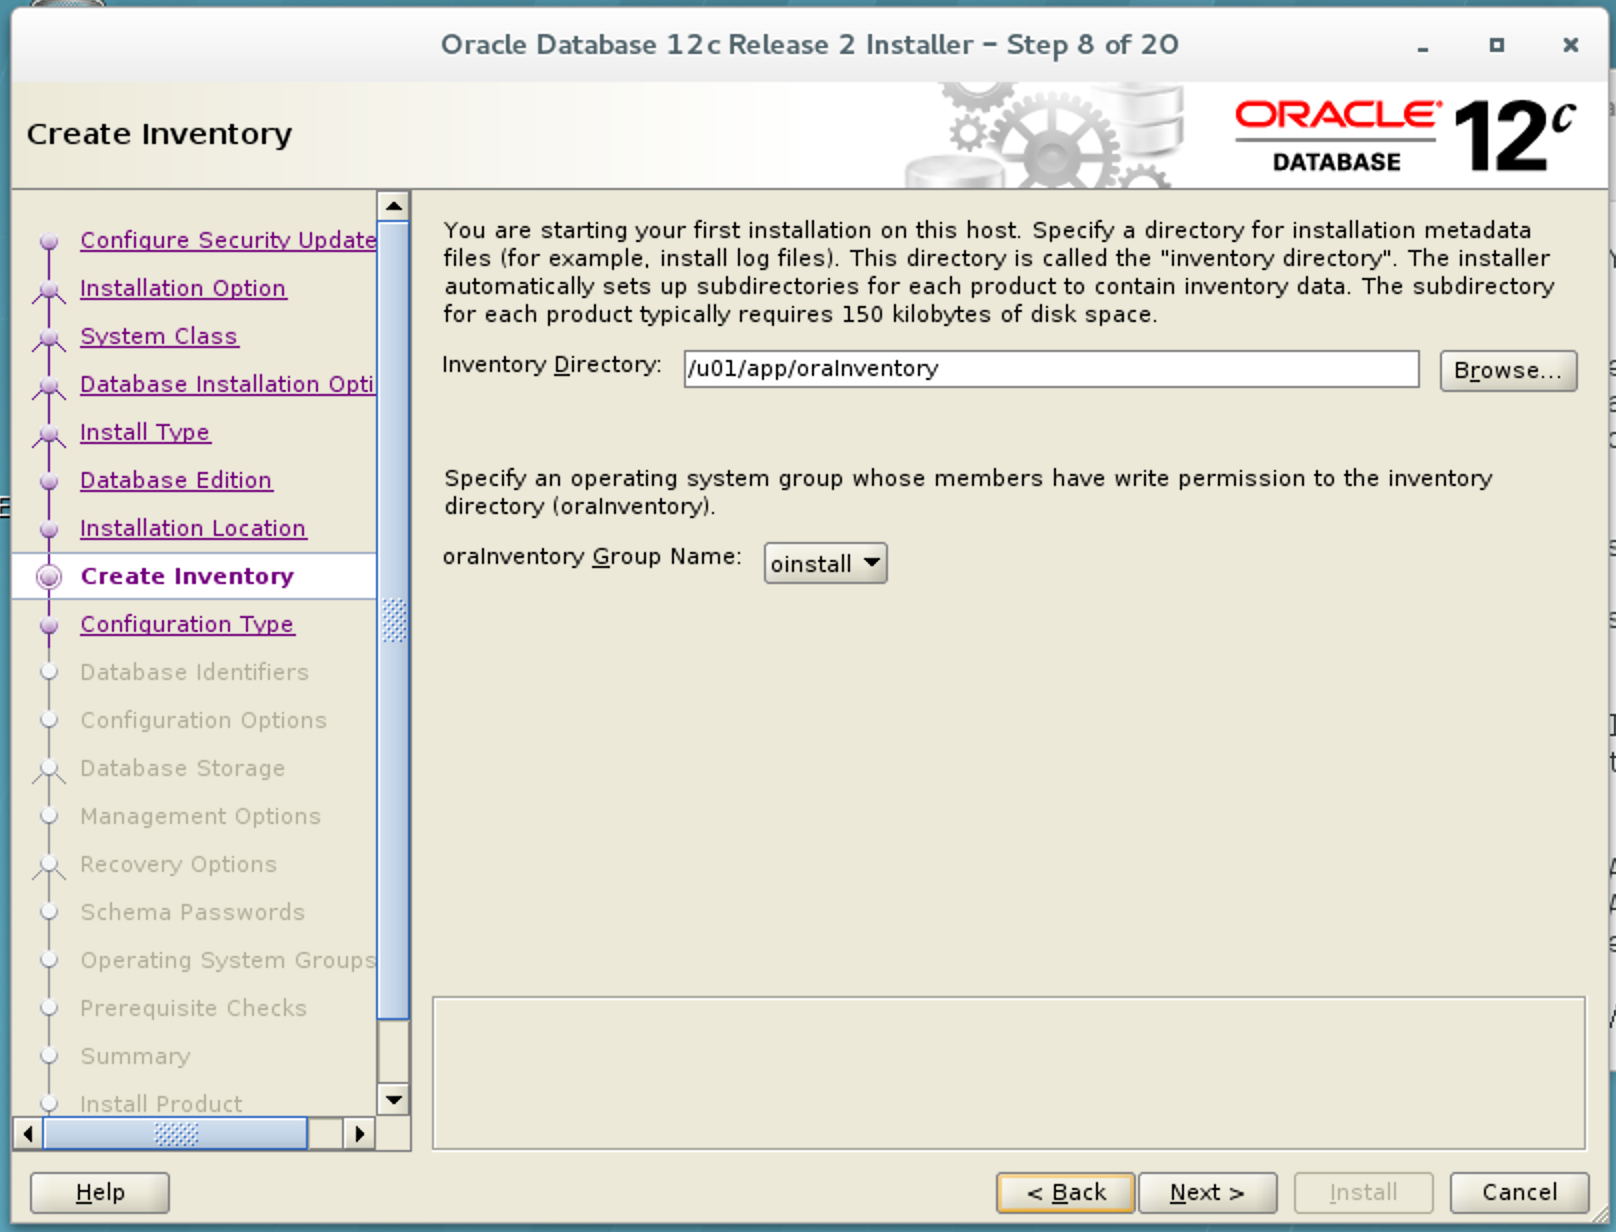 Oracle Database 12c Release 2 Installer – Step 8 of 20
Create Inventory
ORACLE
DATABASE
12c
Configure Security Update
Installation Option
System Class
Database Installation Opti
Install Type
Database Edition
Installation Location
Create Inventory
Configuration Type
Database Identifiers
Configuration Options
Database Storage
Management Options
Recovery Options
Schema Passwords
Operating System Groups
Prerequisite Checks
Summary
Install Product
You are starting your first installation on this host. Specify a directory for installation metadata
files (for example, install log files). This directory is called the "inventory directory". The installer
automatically sets up subdirectories for each product to contain inventory data. The subdirectory
for each product typically requires 150 kilobytes of disk space.
Inventory Directory: /u01/app/oraInventory Browse...
Specify an operating system group whose members have write permission to the inventory
directory (oraInventory).
oraInventory Group Name: oinstall
Help < Back Next > Install Cancel